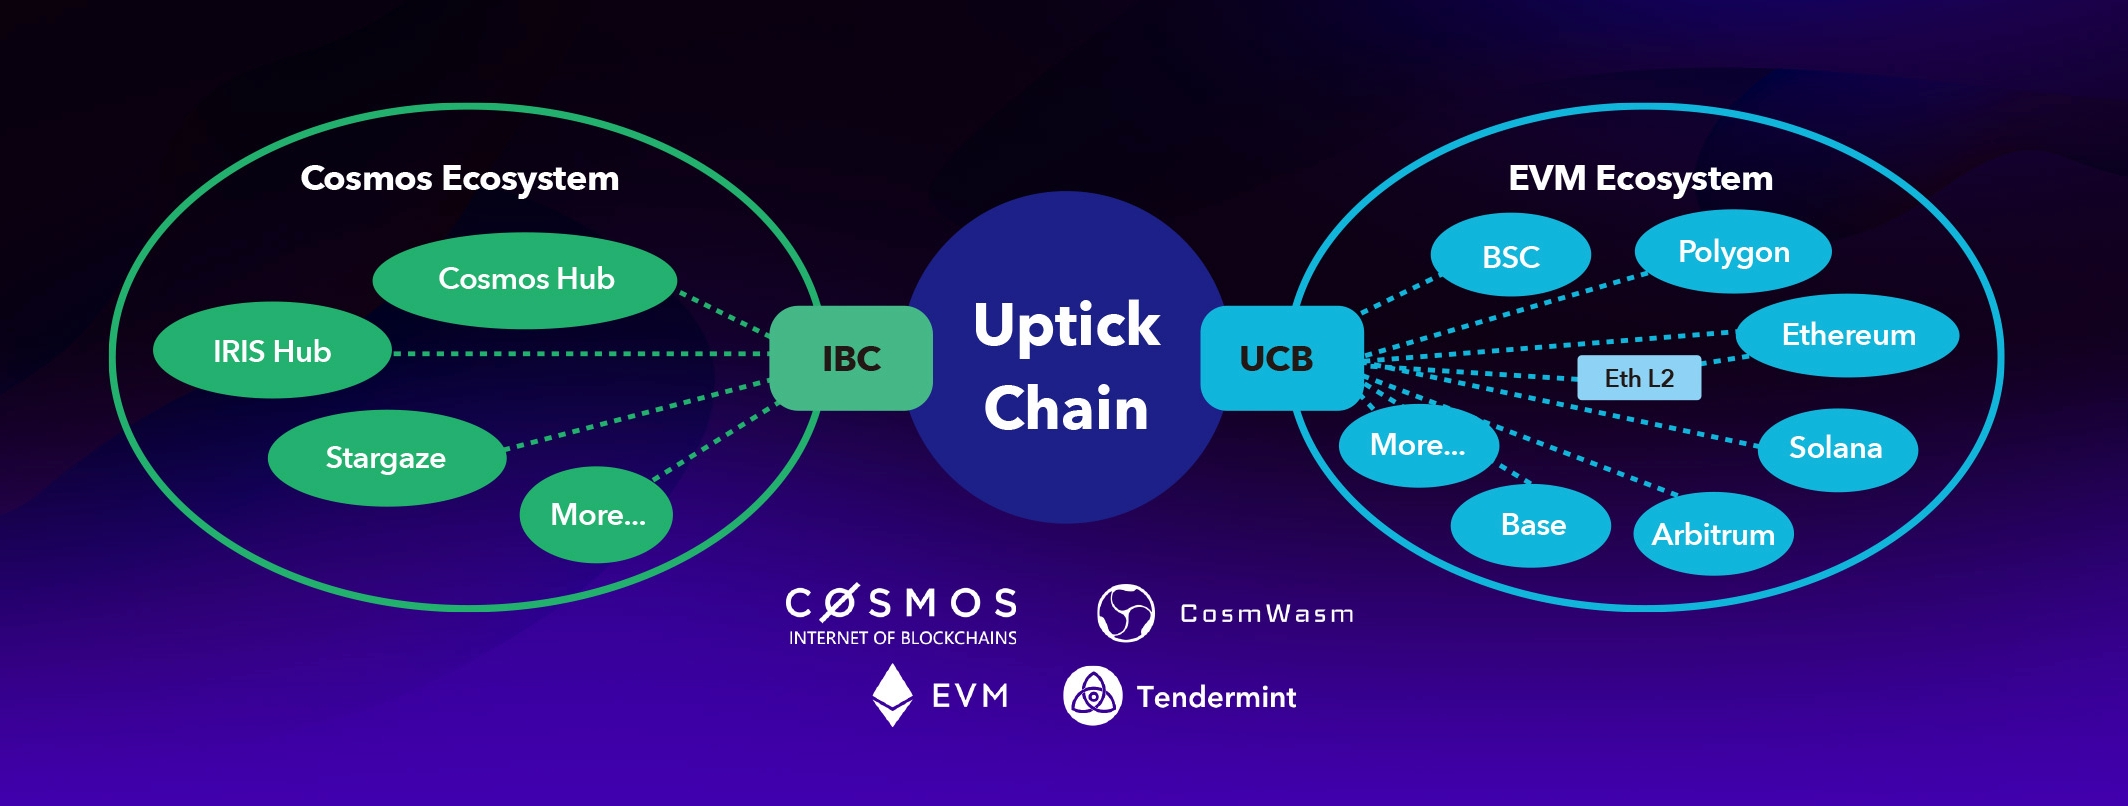 Cosmos Ecosystem
Cosmos Hub
IRIS Hub
Stargaze
More...
IBC
Uptick
Chain
UCB
EVM Ecosystem
BSC
Polygon
Ethereum
Eth L2
Solana
More...
Base
Arbitrum
COSMOS
INTERNET OF BLOCKCHAINS
CosmWasm
EVM
Tendermint